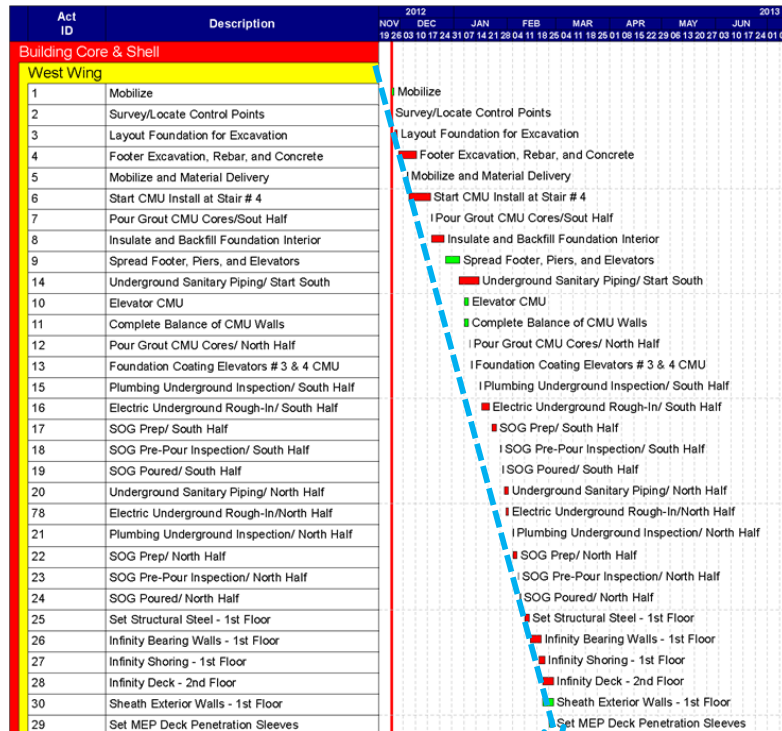 2012 2013
Act ID Description NOV DEC JAN FEB MAR APR MAY JUN
19 26 03 10 17 24 31 07 14 21 28 04 11 18 25 04 11 18 25 01 08 15 22 29 06 13 20 27 03 10 17 24 01
Building Core & Shell
West Wing
1 Mobilize Mobilize
2 Survey/Locate Control Points Survey/Locate Control Points
3 Layout Foundation for Excavation Layout Foundation for Excavation
4 Footer Excavation, Rebar, and Concrete Footer Excavation, Rebar, and Concrete
5 Mobilize and Material Delivery Mobilize and Material Delivery
6 Start CMU Install at Stair # 4 Start CMU Install at Stair # 4
7 Pour Grout CMU Cores/Sout Half Pour Grout CMU Cores/Sout Half
8 Insulate and Backfill Foundation Interior Insulate and Backfill Foundation Interior
9 Spread Footer, Piers, and Elevators Spread Footer, Piers, and Elevators
14 Underground Sanitary Piping/ Start South Underground Sanitary Piping/ Start South
10 Elevator CMU Elevator CMU
11 Complete Balance of CMU Walls Complete Balance of CMU Walls
12 Pour Grout CMU Cores/ North Half Pour Grout CMU Cores/ North Half
13 Foundation Coating Elevators # 3 & 4 CMU Foundation Coating Elevators # 3 & 4 CMU
15 Plumbing Underground Inspection/ South Half Plumbing Underground Inspection/ South Half
16 Electric Underground Rough-In/ South Half Electric Underground Rough-In/ South Half
17 SOG Prep/ South Half SOG Prep/ South Half
18 SOG Pre-Pour Inspection/ South Half SOG Pre-Pour Inspection/ South Half
19 SOG Poured/ South Half SOG Poured/ South Half
20 Underground Sanitary Piping/ North Half Underground Sanitary Piping/ North Half
78 Electric Underground Rough-In/North Half Electric Underground Rough-In/North Half
21 Plumbing Underground Inspection/ North Half Plumbing Underground Inspection/ North Half
22 SOG Prep/ North Half SOG Prep/ North Half
23 SOG Pre-Pour Inspection/ North Half SOG Pre-Pour Inspection/ North Half
24 SOG Poured/ North Half SOG Poured/ North Half
25 Set Structural Steel - 1st Floor Set Structural Steel - 1st Floor
26 Infinity Bearing Walls - 1st Floor Infinity Bearing Walls - 1st Floor
27 Infinity Shoring - 1st Floor Infinity Shoring - 1st Floor
28 Infinity Deck - 2nd Floor Infinity Deck - 2nd Floor
30 Sheath Exterior Walls - 1st Floor Sheath Exterior Walls - 1st Floor
29 Set MEP Deck Penetration Sleeves Set MEP Deck Penetration Sleeves